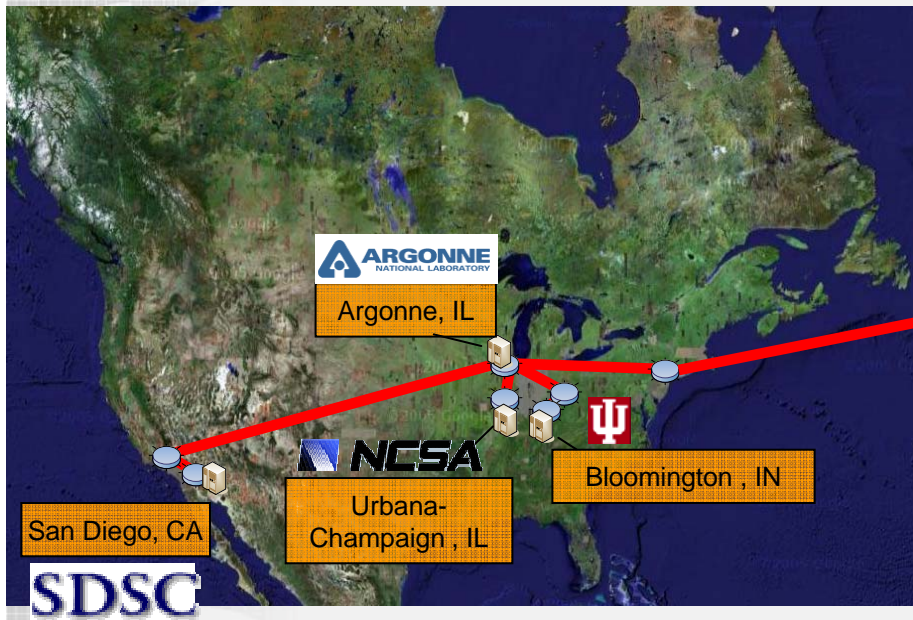 ARGONNE
NATIONAL LABORATORY
Argonne, IL
NCSA
Urbana-
Champaign , IL
Bloomington , IN
San Diego, CA
SDSC